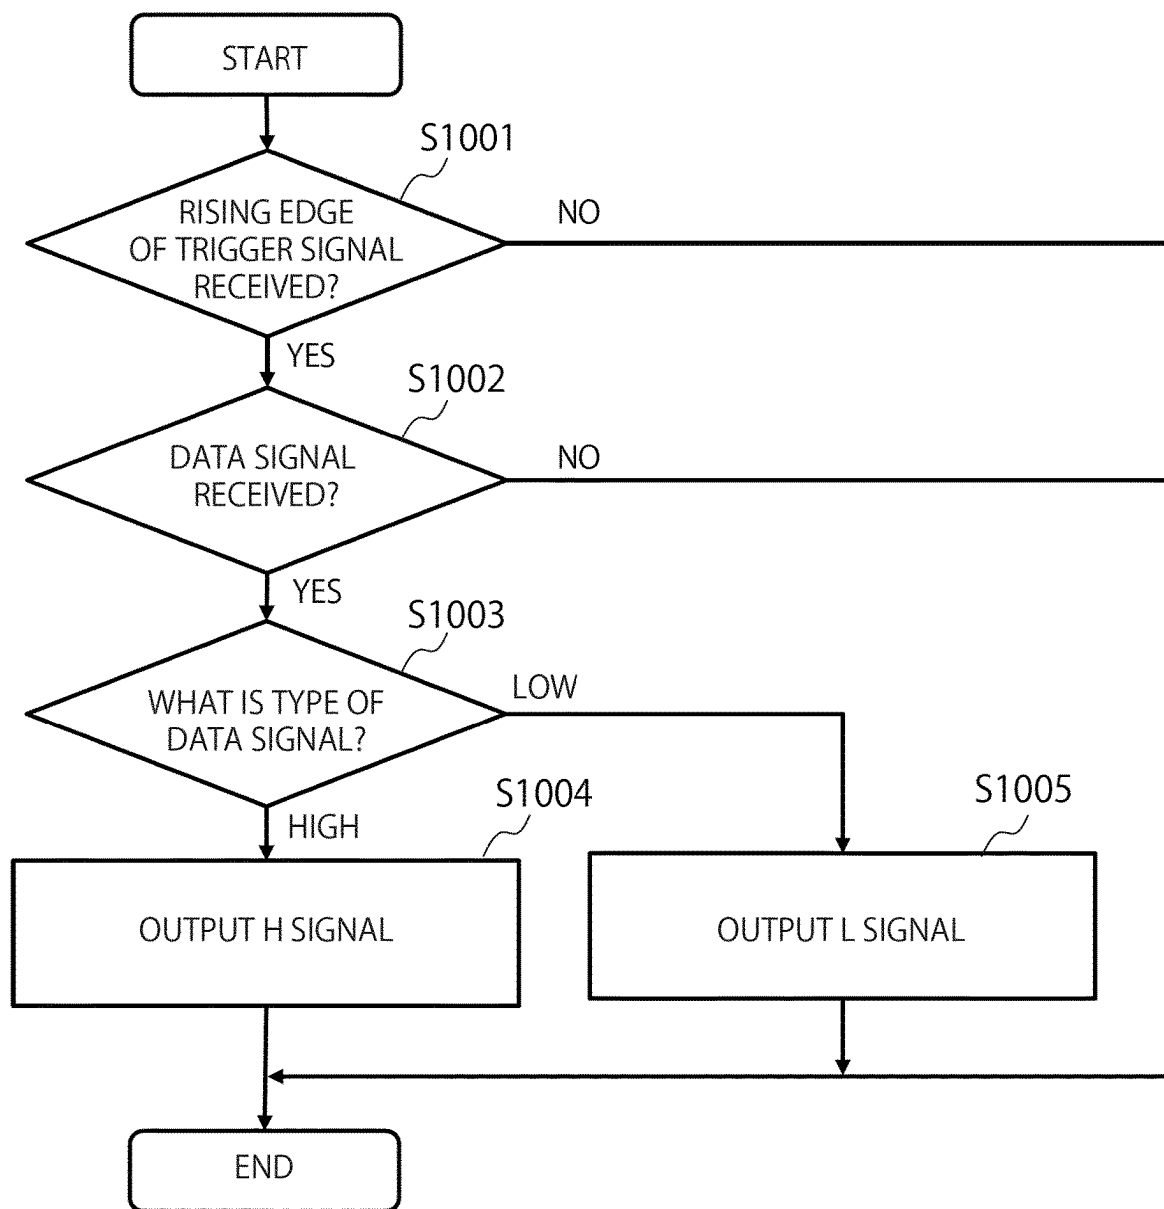 START
S1001
RISING EDGE
OF TRIGGER SIGNAL
RECEIVED?
NO
YES
S1002
DATA SIGNAL
RECEIVED?
NO
YES
S1003
WHAT IS TYPE OF
DATA SIGNAL?
LOW
HIGH
S1004
OUTPUT H SIGNAL
S1005
OUTPUT L SIGNAL
END